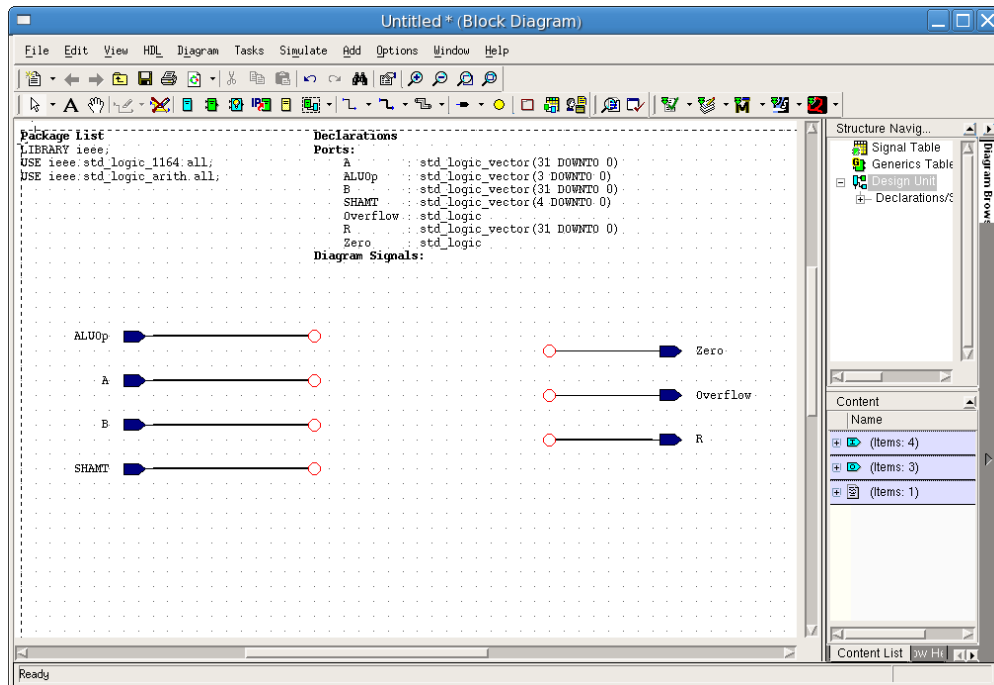 Untitled * (Block Diagram)
File Edit View HDL Diagram Tasks Simulate Add Options Window Help
Package List
LIBRARY ieee;
USE ieee.std_logic_1164.all;
USE ieee.std_logic_arith.all;
Declarations
Ports:
A : std_logic_vector(31 DOWNTO 0)
ALUOp : std_logic_vector(3 DOWNTO 0)
B : std_logic_vector(31 DOWNTO 0)
SHAMT : std_logic_vector(4 DOWNTO 0)
Overflow : std_logic
R : std_logic_vector(31 DOWNTO 0)
Zero : std_logic
Diagram Signals:
ALUOp
A
B
SHAMT
Zero
Overflow
R
Structure Navig...
Signal Table
Generics Table
Design Unit
Declarations/S
Diagram Brows
Content
Name
(Items: 4)
(Items: 3)
(Items: 1)
Content List
Ready